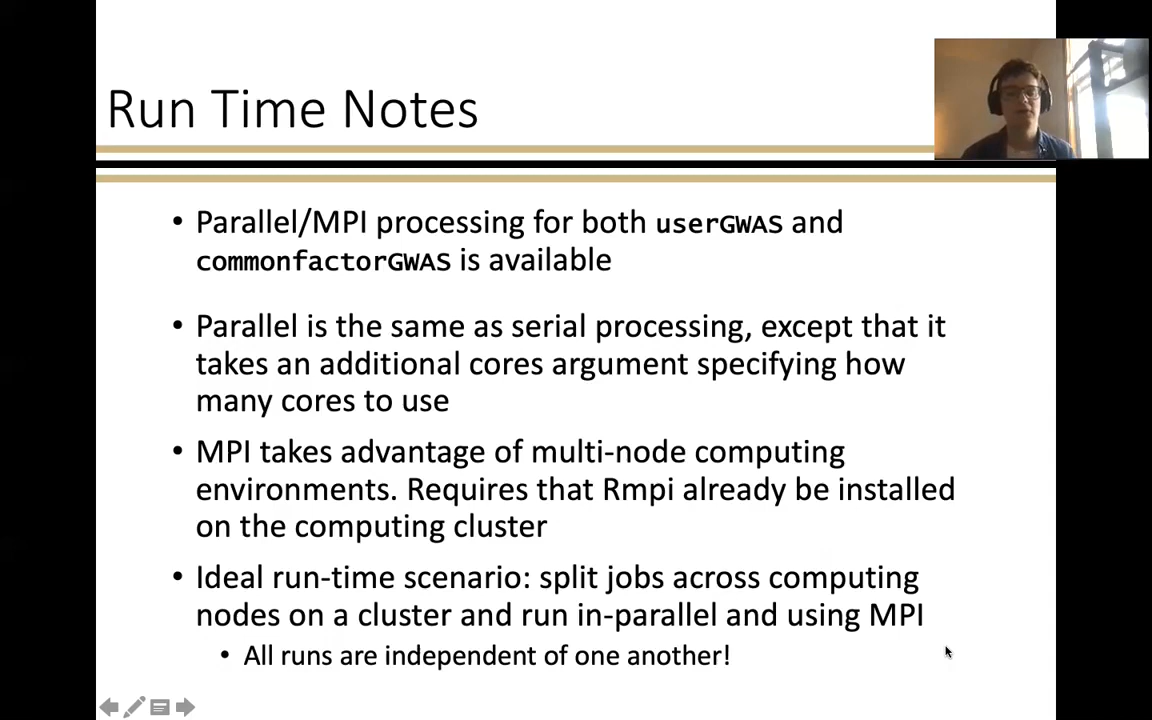 Run Time Notes
• Parallel/MPI processing for both userGWAS and
commonfactorGWAS is available
• Parallel is the same as serial processing, except that it
takes an additional cores argument specifying how
many cores to use
• MPI takes advantage of multi-node computing
environments. Requires that Rmpi already be installed
on the computing cluster
• Ideal run-time scenario: split jobs across computing
nodes on a cluster and run in-parallel and using MPI
• All runs are independent of one another!